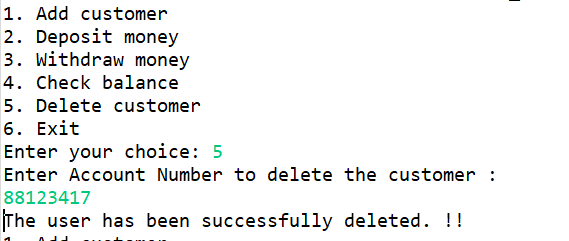 1. Add customer
2. Deposit money
3. Withdraw money
4. Check balance
5. Delete customer
6. Exit
Enter your choice: 5
Enter Account Number to delete the customer :
88123417
The user has been successfully deleted. !!
1. Add customer